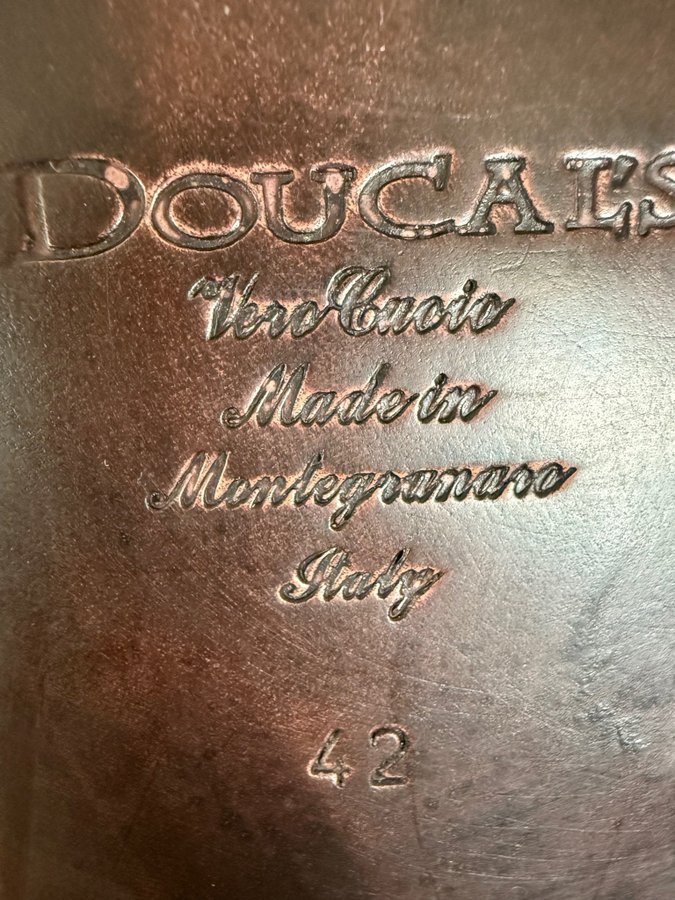 DOUCAL'S
Vero Cuoio
Made in
Montegranaro
Italy
42